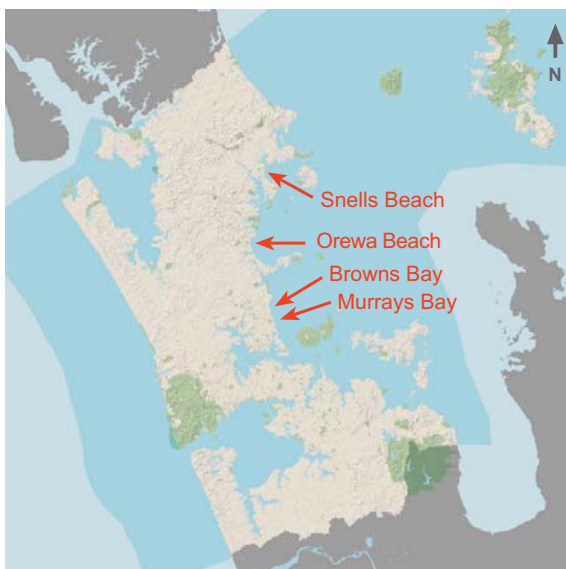 N
Snells Beach
Orewa Beach
Browns Bay
Murrays Bay